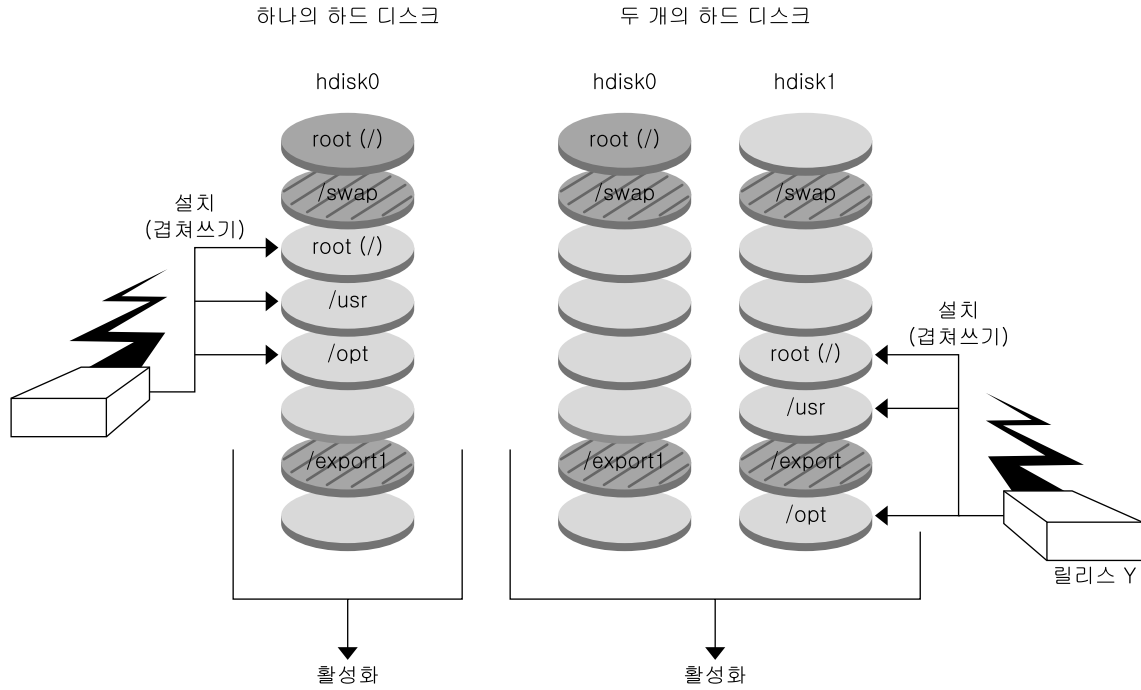 하나의 하드 디스크
두 개의 하드 디스크
hdisk0
hdisk0
hdisk1
root (/)
/swap
root (/)
/usr
/opt
/export1
설치
(겹쳐쓰기)
root (/)
/swap
/export1
/swap
root (/)
/usr
/export
/opt
설치
(겹쳐쓰기)
릴리스 Y
활성화
활성화